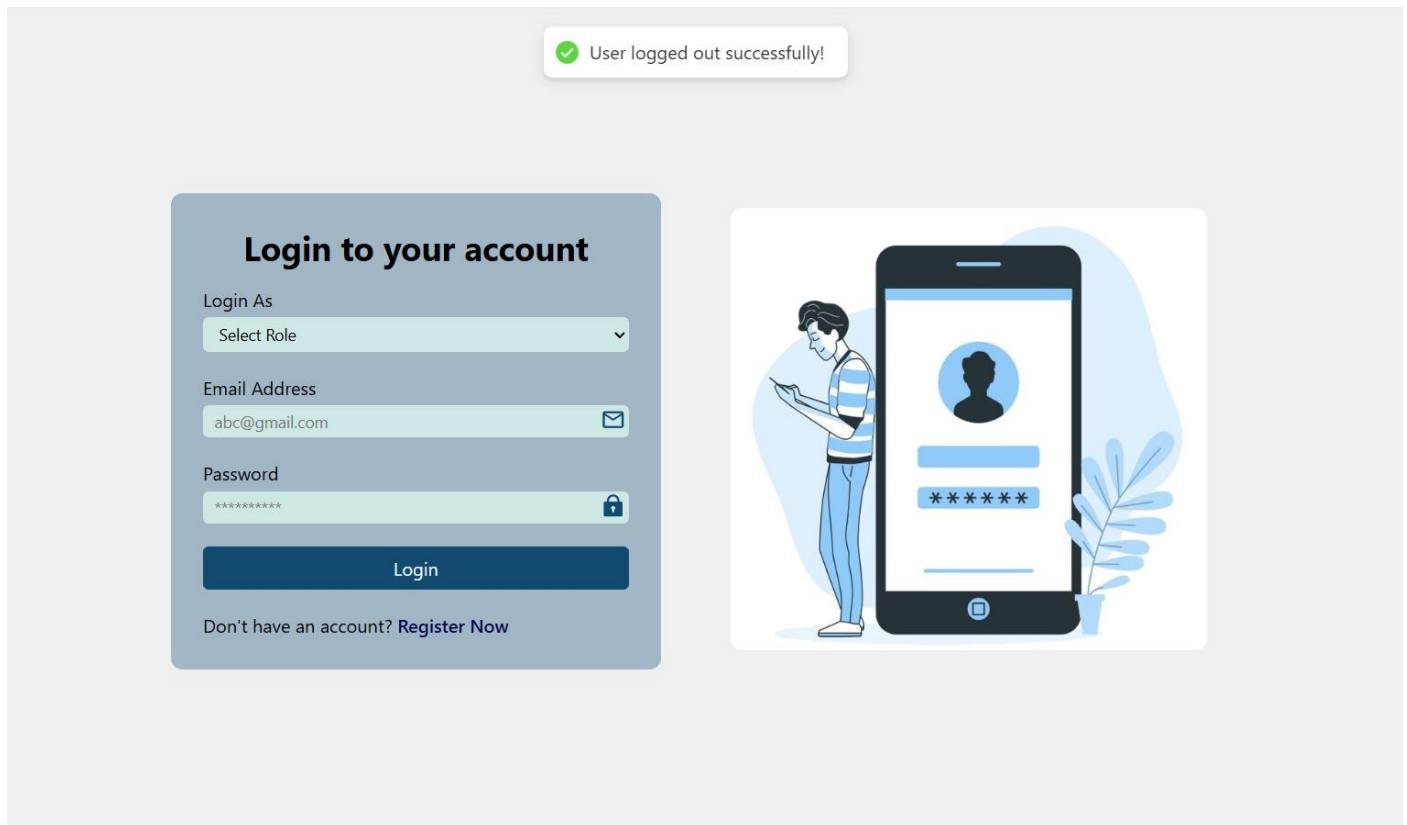 User logged out successfully!
Login to your account
Login As
Select Role
Email Address
abc@gmail.com
Password
**********
Login
Don't have an account? Register Now
******